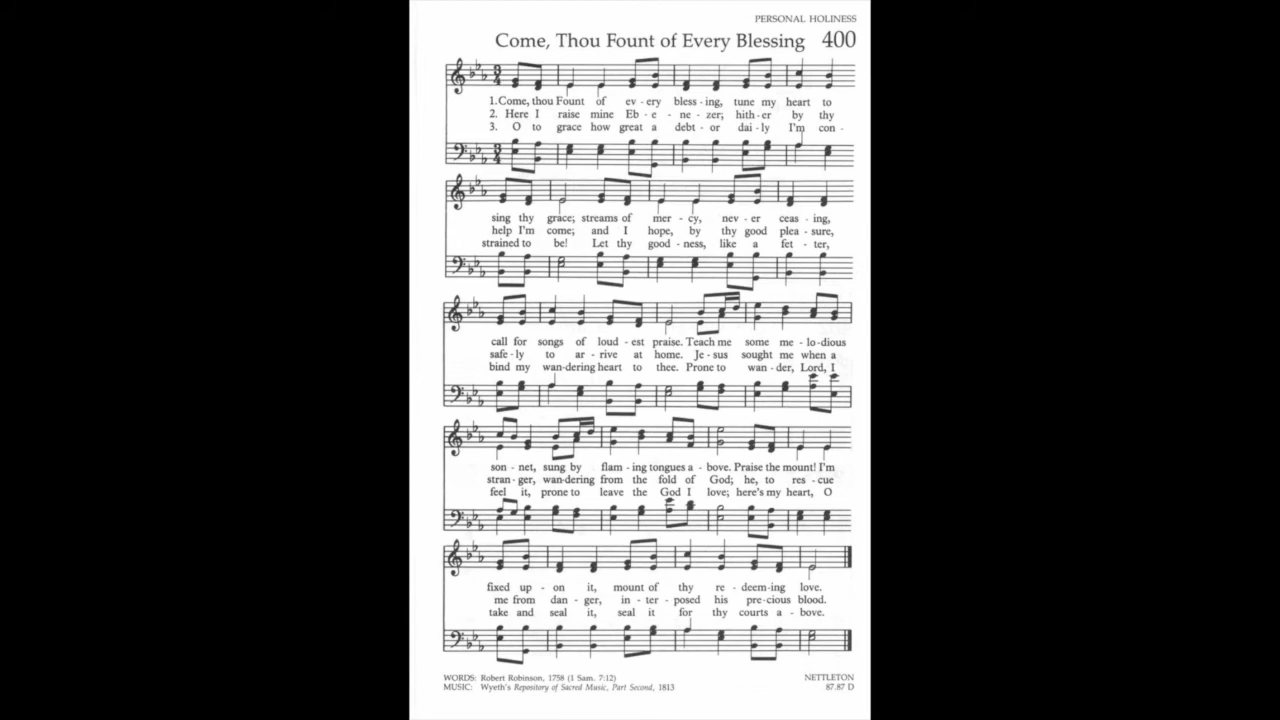 PERSONAL HOLINESS
Come, Thou Fount of Every Blessing 400
1. Come, thou Fount of ev - ery bless - ing, tune my heart to
2. Here I raise mine Eb - e - ne - zer; hith - er by thy
3. O to grace how great a debt - or dai - ly I'm con -
sing thy grace; streams of mer - cy, nev - er ceas - ing,
help I'm come; and I hope, by thy good plea - sure,
strained to be! Let thy good - ness, like a fet - ter,
call for songs of loud - est praise. Teach me some me - lo - dious
safe - ly to ar - rive at home. Je - sus sought me when a
bind my wan - dering heart to thee. Prone to wan - der, Lord, I
son - net, sung by flam - ing tongues a - bove. Praise the mount! I'm
stran - ger, wan - dering from the fold of God; he, to res - cue
feel it, prone to leave the God I love; here's my heart, O
fixed up - on it, mount of thy re - deem - ing love.
me from dan - ger, in - ter - posed his pre - cious blood.
take and seal it, seal it for thy courts a - bove.
WORDS: Robert Robinson, 1758 (1 Sam. 7:12) NETTLETON
MUSIC: Wyeth's Repository of Sacred Music, Part Second, 1813 87.87 D